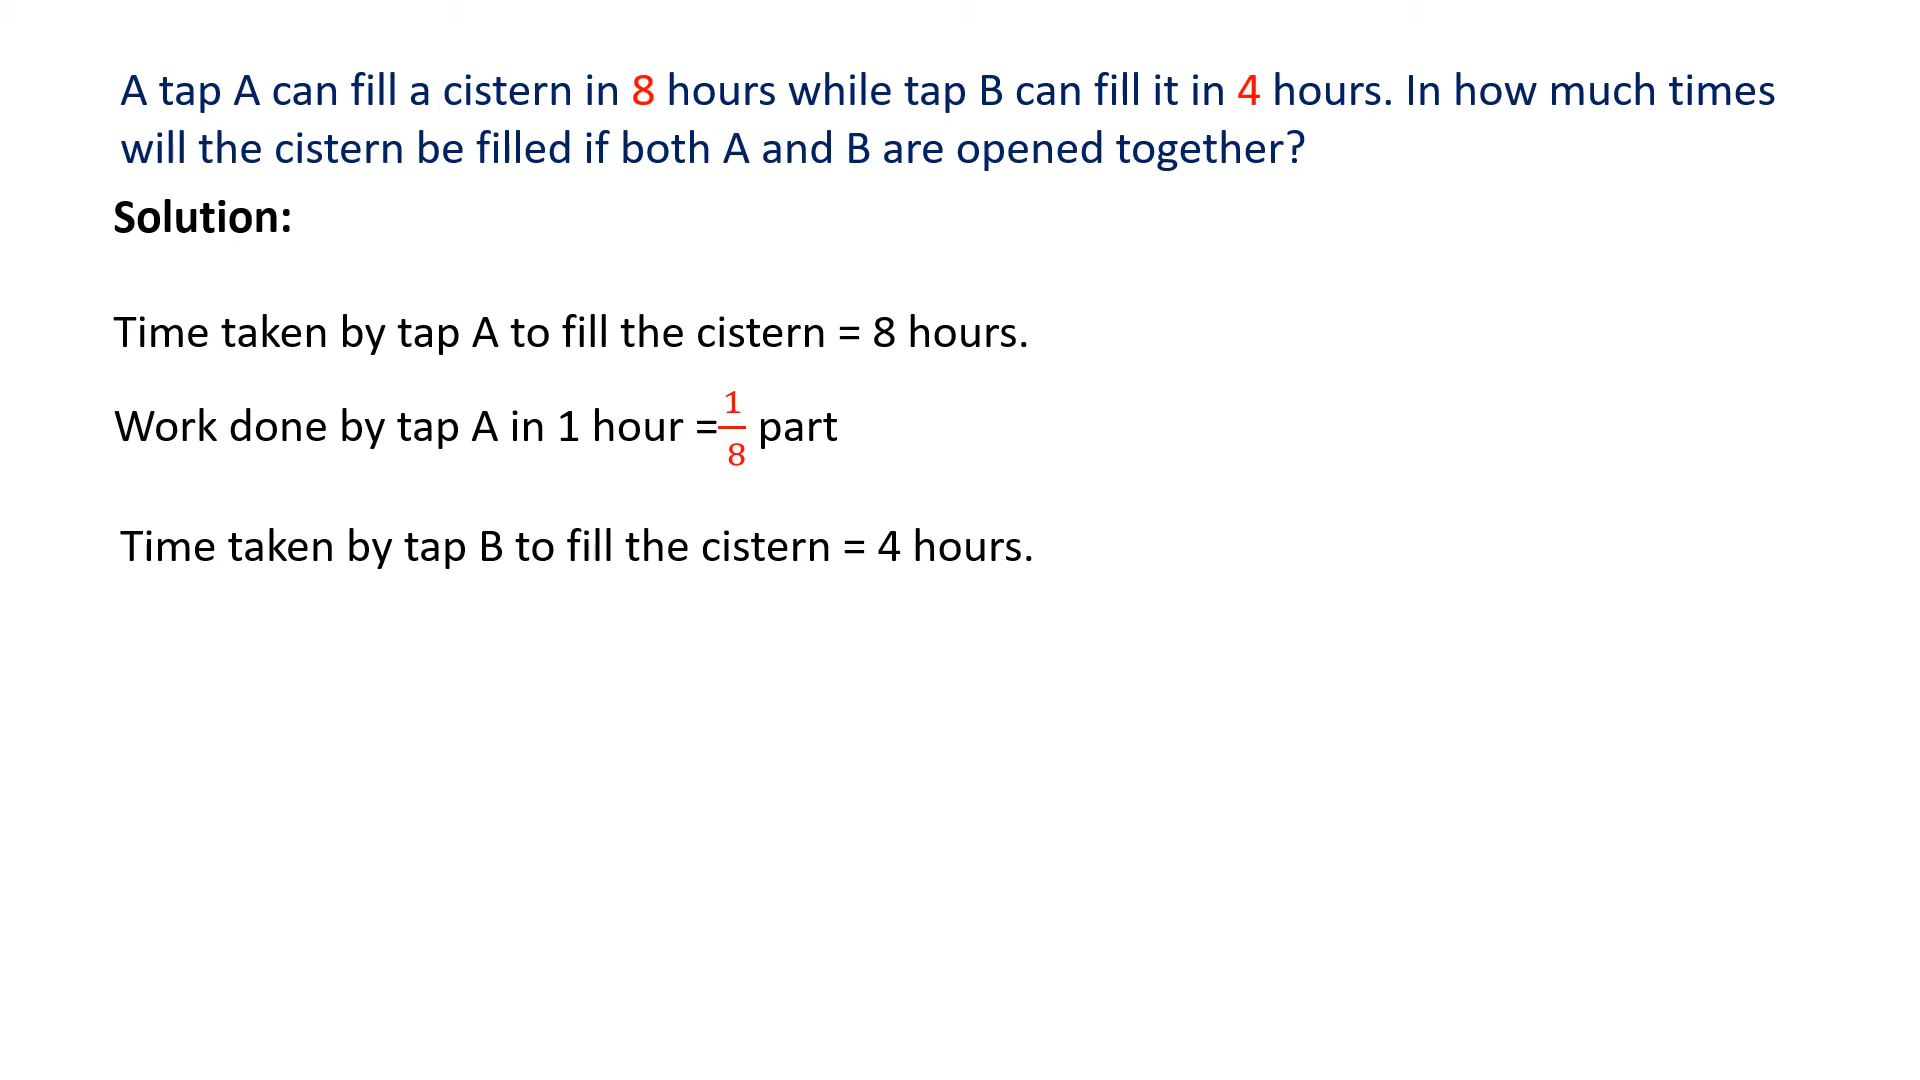 A tap A can fill a cistern in 8 hours while tap B can fill it in 4 hours. In how much times
will the cistern be filled if both A and B are opened together?
Solution:
Time taken by tap A to fill the cistern = 8 hours.
Work done by tap A in 1 hour =1/8 part
Time taken by tap B to fill the cistern = 4 hours.